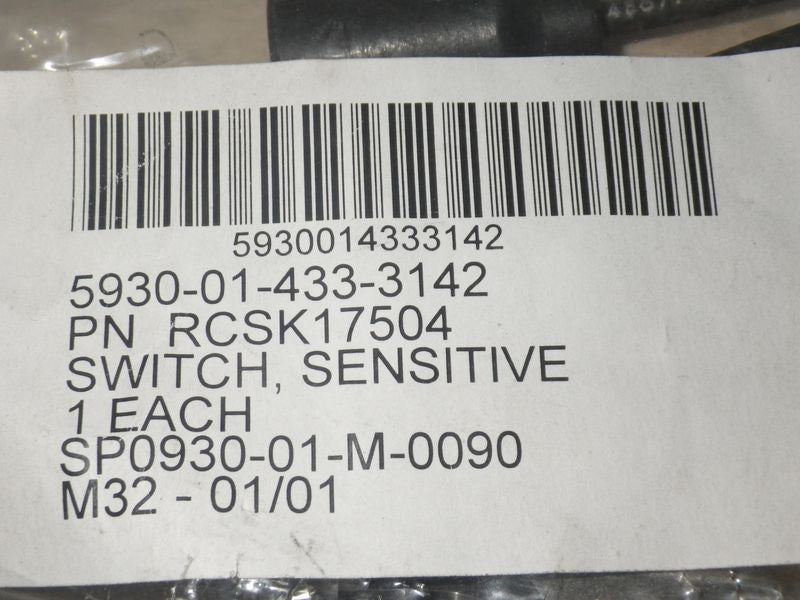 5930014333142
5930-01-433-3142
PN RCSK17504
SWITCH, SENSITIVE
1 EACH
SP0930-01-M-0090
M32 - 01/01